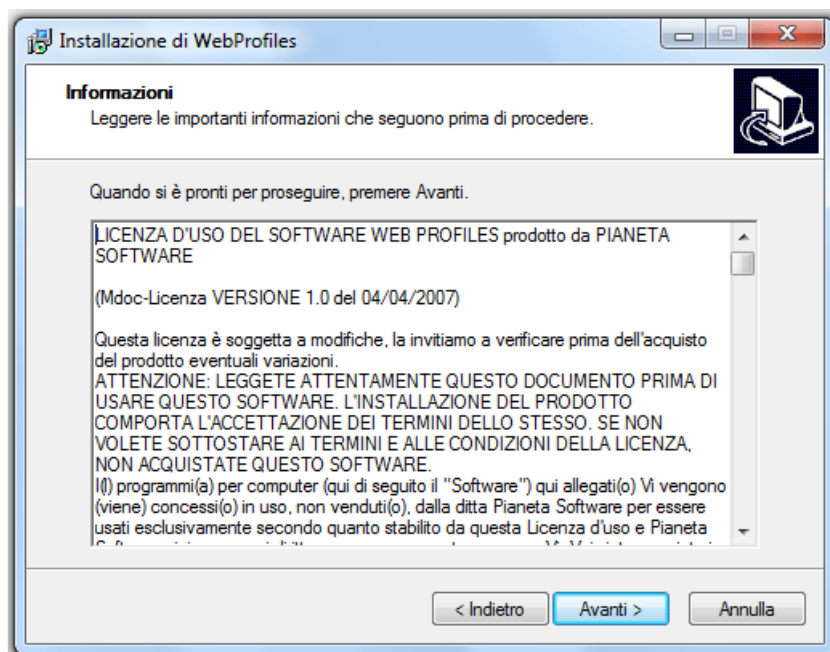 Installazione di WebProfiles
Informazioni
Leggere le importanti informazioni che seguono prima di procedere.
Quando si è pronti per proseguire, premere Avanti.
LICENZA D'USO DEL SOFTWARE WEB PROFILES prodotto da PIANETA
SOFTWARE
(Mdoc-Licenza VERSIONE 1.0 del 04/04/2007)
Questa licenza è soggetta a modifiche, la invitiamo a verificare prima dell'acquisto
del prodotto eventuali variazioni.
ATTENZIONE: LEGGETE ATTENTAMENTE QUESTO DOCUMENTO PRIMA DI
USARE QUESTO SOFTWARE. L'INSTALLAZIONE DEL PRODOTTO
COMPORTA L'ACCETTAZIONE DEI TERMINI DELLO STESSO. SE NON
VOLETE SOTTOSTARE AI TERMINI E ALLE CONDIZIONI DELLA LICENZA,
NON ACQUISTATE QUESTO SOFTWARE.
I(l) programmi(a) per computer (qui di seguito il "Software") qui allegati(o) Vi vengono
(viene) concessi(o) in uso, non venduti(o), dalla ditta Pianeta Software per essere
usati esclusivamente secondo quanto stabilito da questa Licenza d'uso e Pianeta
< Indietro
Avanti >
Annulla